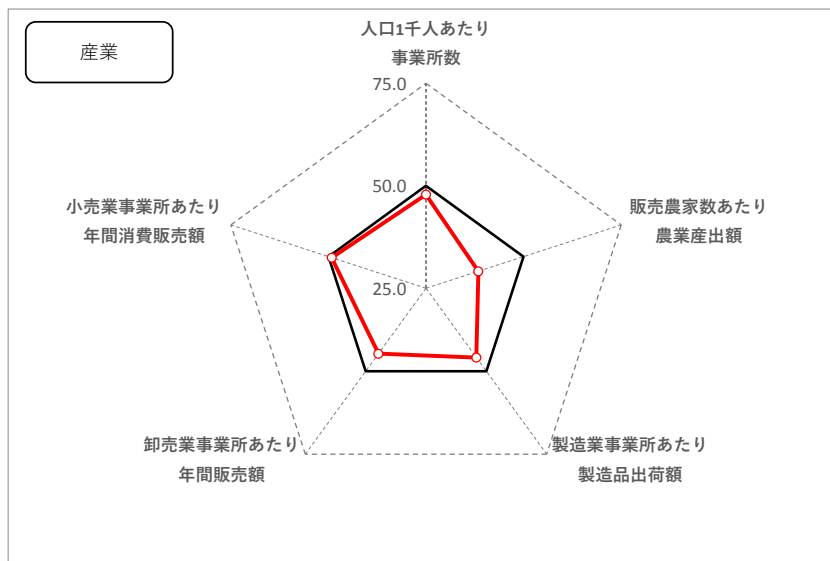 産業
人口1千人あたり
事業所数
75.0
50.0
25.0
販売農家数あたり
農業産出額
製造業事業所あたり
製造品出荷額
卸売業事業所あたり
年間販売額
小売業事業所あたり
年間消費販売額